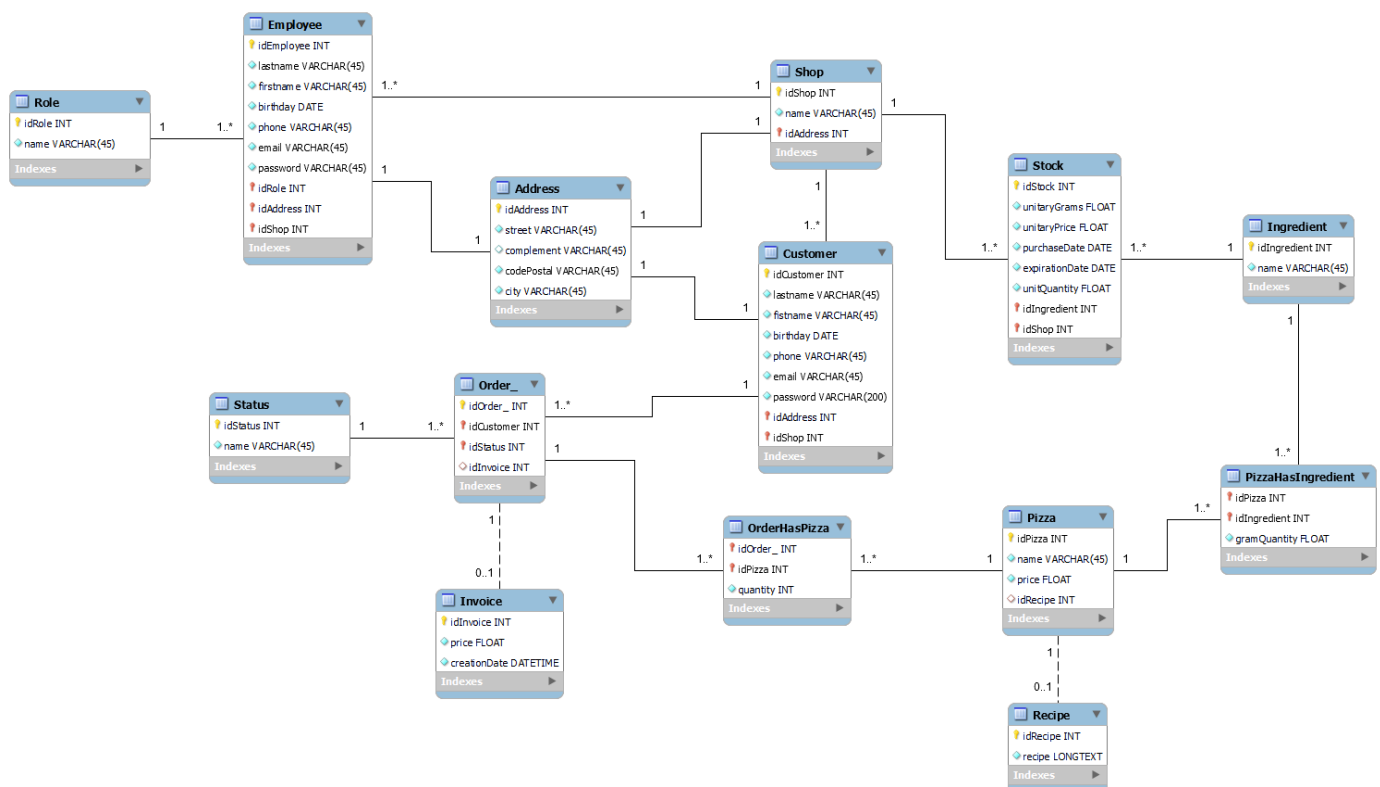 Employee
idEmployee INT
lastname VARCHAR(45)
firstname VARCHAR(45)
birthday DATE
phone VARCHAR(45)
email VARCHAR(45)
password VARCHAR(45)
idRole INT
idAddress INT
idShop INT
Indexes
1..*
1
Shop
idShop INT
name VARCHAR(45)
idAddress INT
Indexes
1
1
Role
idRole INT
name VARCHAR(45)
Indexes
1
1..*
1
1
Address
idAddress INT
street VARCHAR(45)
complement VARCHAR(45)
codePostal VARCHAR(45)
city VARCHAR(45)
Indexes
1
1
1
1
1..*
Stock
idStock INT
unitaryGrams FLOAT
unitaryPrice FLOAT
purchaseDate DATE
expirationDate DATE
unitQuantity FLOAT
idIngredient INT
idShop INT
Indexes
1..*
1..*
1
Ingredient
idIngredient INT
name VARCHAR(45)
Indexes
1
1..*
Customer
idCustomer INT
lastname VARCHAR(45)
fistname VARCHAR(45)
birthday DATE
phone VARCHAR(45)
email VARCHAR(45)
password VARCHAR(200)
idAddress INT
idShop INT
Indexes
1
1..*
Order_
idOrder_ INT
idCustomer INT
idStatus INT
idInvoice INT
Indexes
1
Status
idStatus INT
name VARCHAR(45)
Indexes
1
1..*
1
0..1
Invoice
idInvoice INT
price FLOAT
creationDate DATETIME
Indexes
OrderHasPizza
idOrder_ INT
idPizza INT
quantity INT
Indexes
1..*
1..*
1
Pizza
idPizza INT
name VARCHAR(45)
price FLOAT
idRecipe INT
Indexes
1
1..*
PizzaHasIngredient
idPizza INT
idIngredient INT
gramQuantity FLOAT
Indexes
1
0..1
Recipe
idRecipe INT
recipe LONGTEXT
Indexes